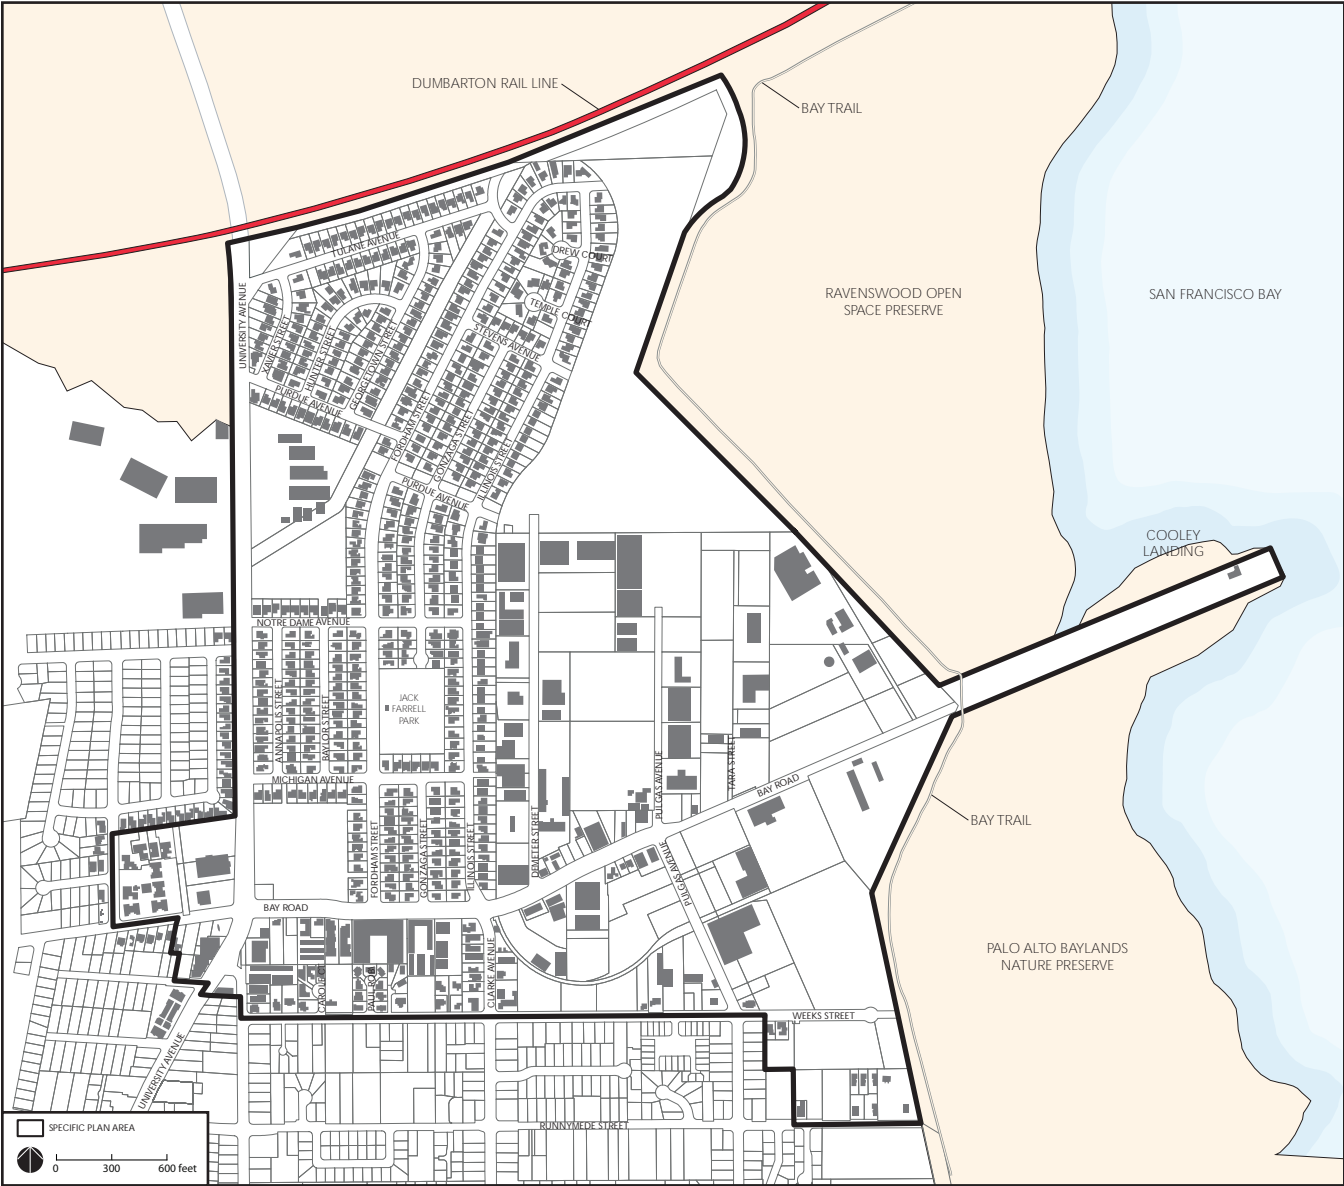 DUMBARTON RAIL LINE
BAY TRAIL
TULANE AVENUE
DREW COURT
UNIVERSITY AVENUE
RAVENSWOOD OPEN
SPACE PRESERVE
SAN FRANCISCO BAY
TEMPLE COURT
XAVIER STREET
HUNTER STREET
GEORGETOWN STREET
STEVENS AVENUE
PURDUE AVENUE
FORDHAM STREET
GONZAGA STREET
ILLINOIS STREET
PURDUE AVENUE
COOLEY
LANDING
NOTRE DAME AVENUE
ANNAPOLIS STREET
BAYLOR STREET
JACK
FARRELL
PARK
MICHIGAN AVENUE
PULGAS AVENUE
TARA STREET
BAY ROAD
BAY TRAIL
FORDHAM STREET
GONZAGA STREET
ILLINOIS STREET
DEMETER STREET
PULGAS AVENUE
BAY ROAD
CLARKE AVENUE
PALO ALTO BAYLANDS
NATURE PRESERVE
WEEKS STREET
UNIVERSITY AVENUE
RUNNYMEDE STREET
SPECIFIC PLAN AREA
0 300 600 feet